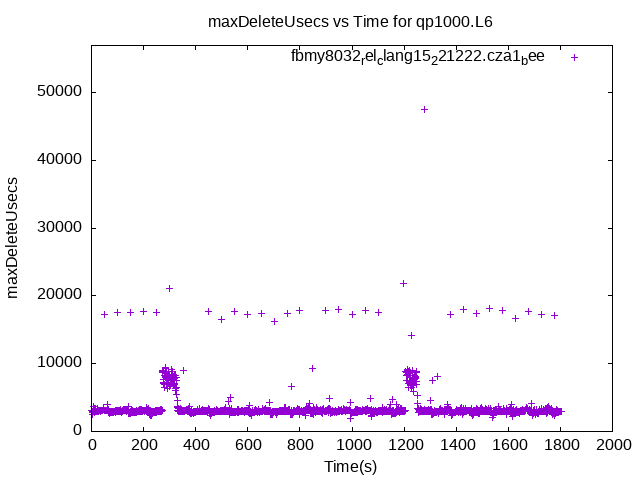 maxDeleteUsecs vs Time for qp1000.L6
fbmy8032relclang15221222.cza1bee
50000
40000
30000
20000
10000
0
maxDeleteUsecs
0 200 400 600 800 1000 1200 1400 1600 1800 2000
Time(s)